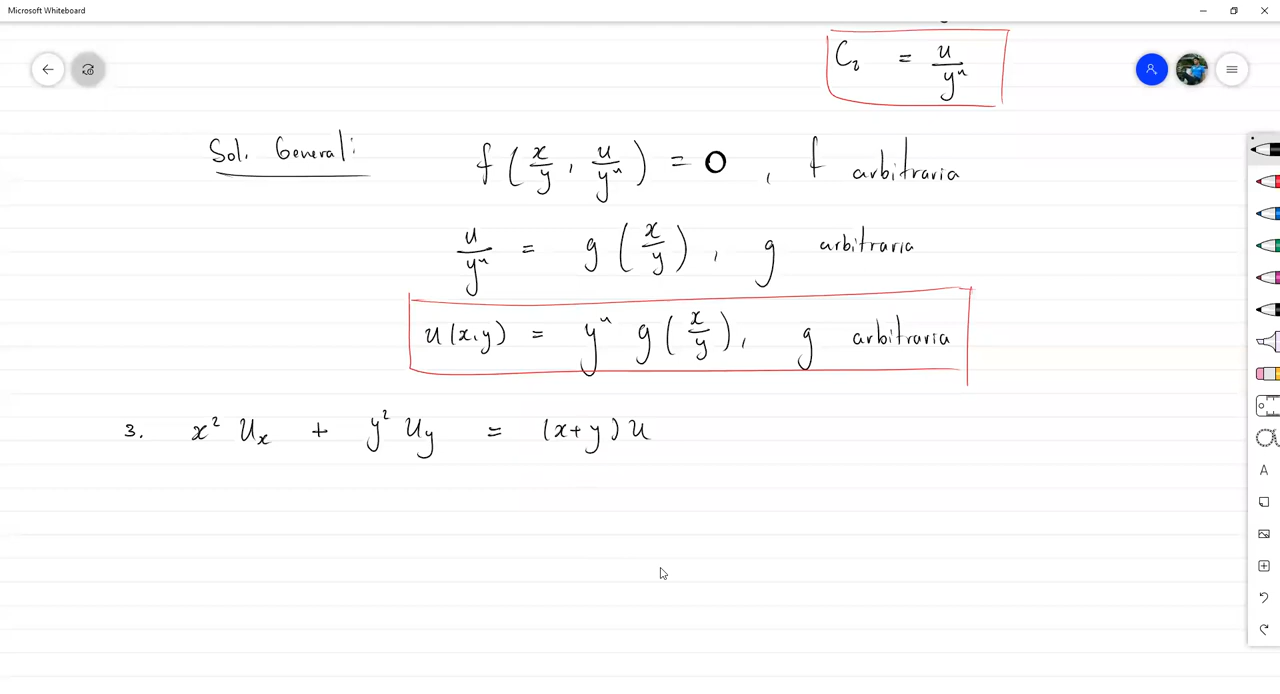 Microsoft Whiteboard
C₂ = u/yⁿ
Sol. General: f(x/y, u/yⁿ) = 0, f arbitraria
u/yⁿ = g(x/y), g arbitraria
u(x,y) = yⁿ g(x/y), g arbitraria
3. x² Uₓ + y² U_y = (x+y) U
A